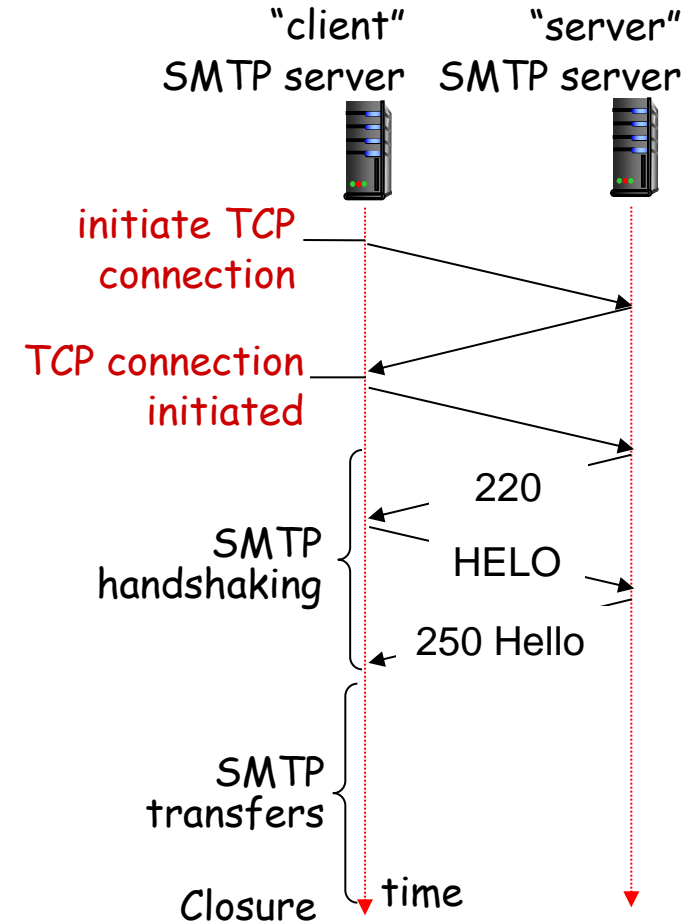 “client”
SMTP server
“server”
SMTP server
initiate TCP
connection
TCP connection
initiated
220
SMTP
handshaking
HELO
250 Hello
SMTP
transfers
time
Closure